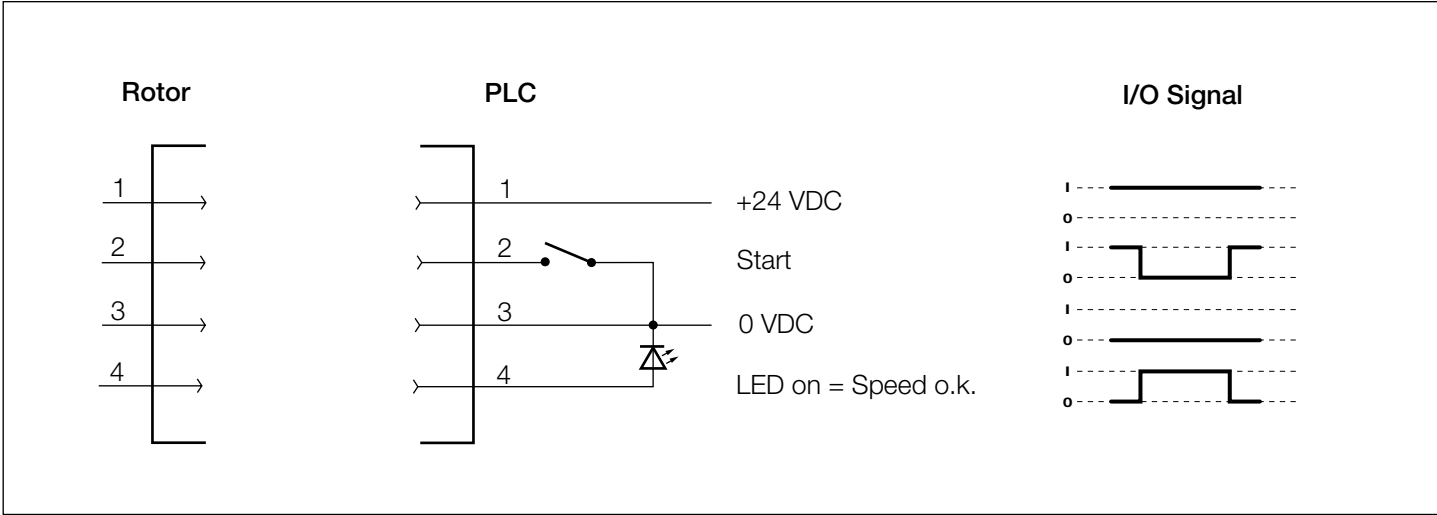 Rotor
PLC
I/O Signal
1
1
+24 VDC
I
0
2
2
Start
I
0
3
3
0 VDC
I
0
4
4
LED on = Speed o.k.
I
0